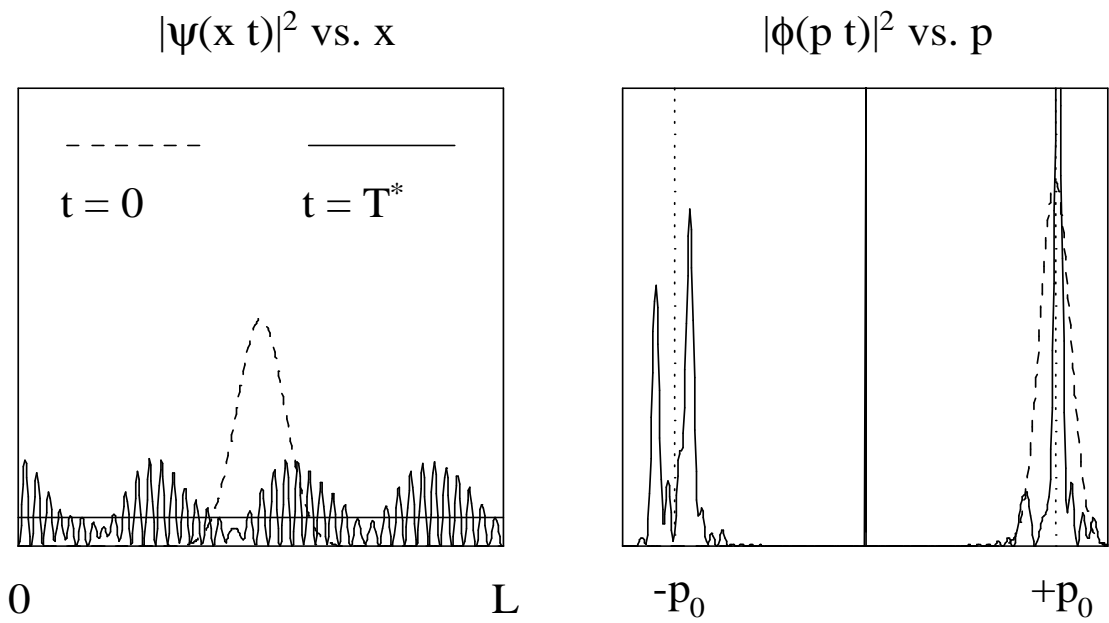 |ψ(x t)|² vs. x
|ϕ(p t)|² vs. p
t = 0
t = T*
0
L
-p₀
+p₀